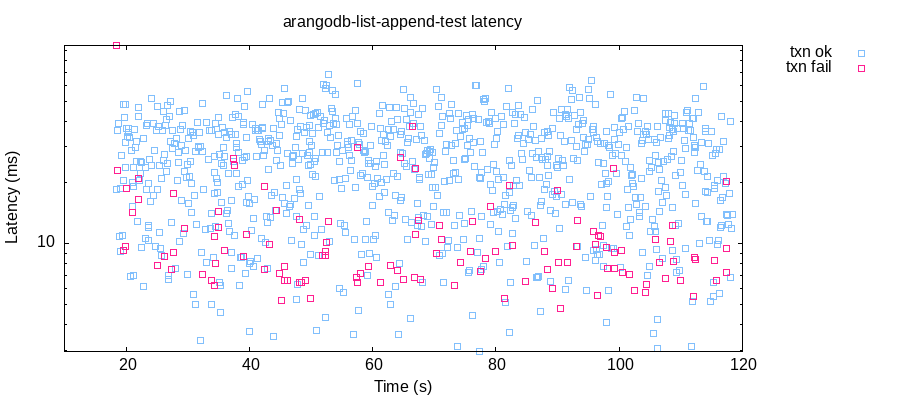 arangodb-list-append-test latency
txn ok
txn fail
Latency (ms)
10
20 40 60 80 100 120
Time (s)